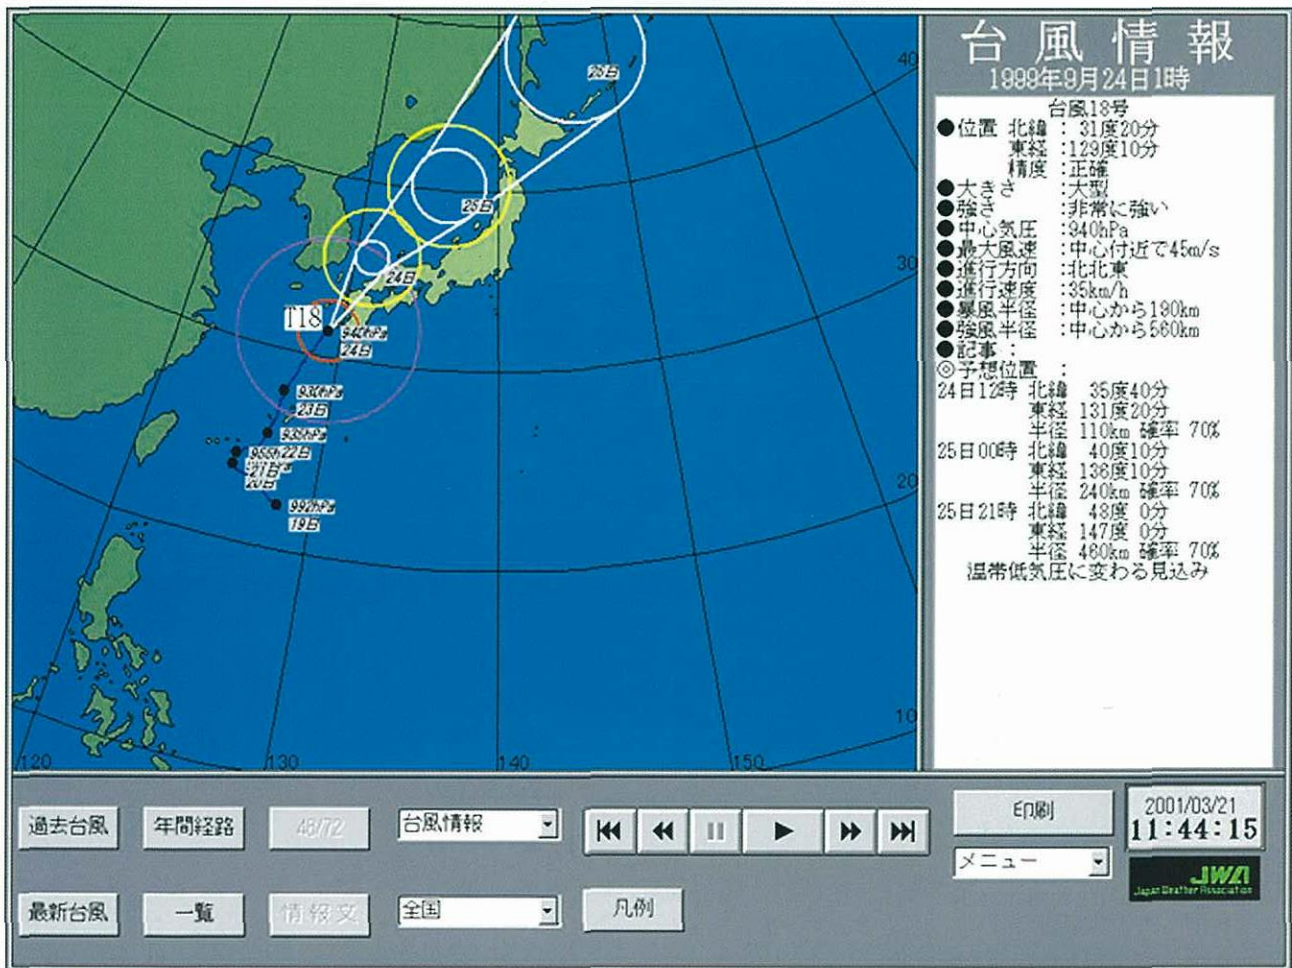 台風情報
1999年9月24日1時
台風18号
●位置 北緯 : 31度20分
東経 :129度10分
精度 :正確
●大きさ :大型
●強さ :非常に強い
●中心気圧 :940hPa
●最大風速 :中心付近で45m/s
●進行方向 :北北東
●進行速度 :35km/h
●暴風半径 :中心から190km
●強風半径 :中心から560km
●記事 :
◎予想位置 :
24日12時 北緯 35度40分
東経 131度20分
半径 110km 確率 70%
25日00時 北緯 40度10分
東経 136度10分
半径 240km 確率 70%
25日21時 北緯 48度 0分
東経 147度 0分
半径 460km 確率 70%
温帯低気圧に変わる見込み
25日
25日
24日
T18
940hPa
24日
930hPa
23日
935hPa
22日
21日
20日
992hPa
19日
40
30
20
10
120
130
140
150
過去台風
年間経路
48/72
台風情報
印刷
2001/03/21
11:44:15
メニュー
JWA
Japan Weather Association
最新台風
一覧
情報文
全国
凡例